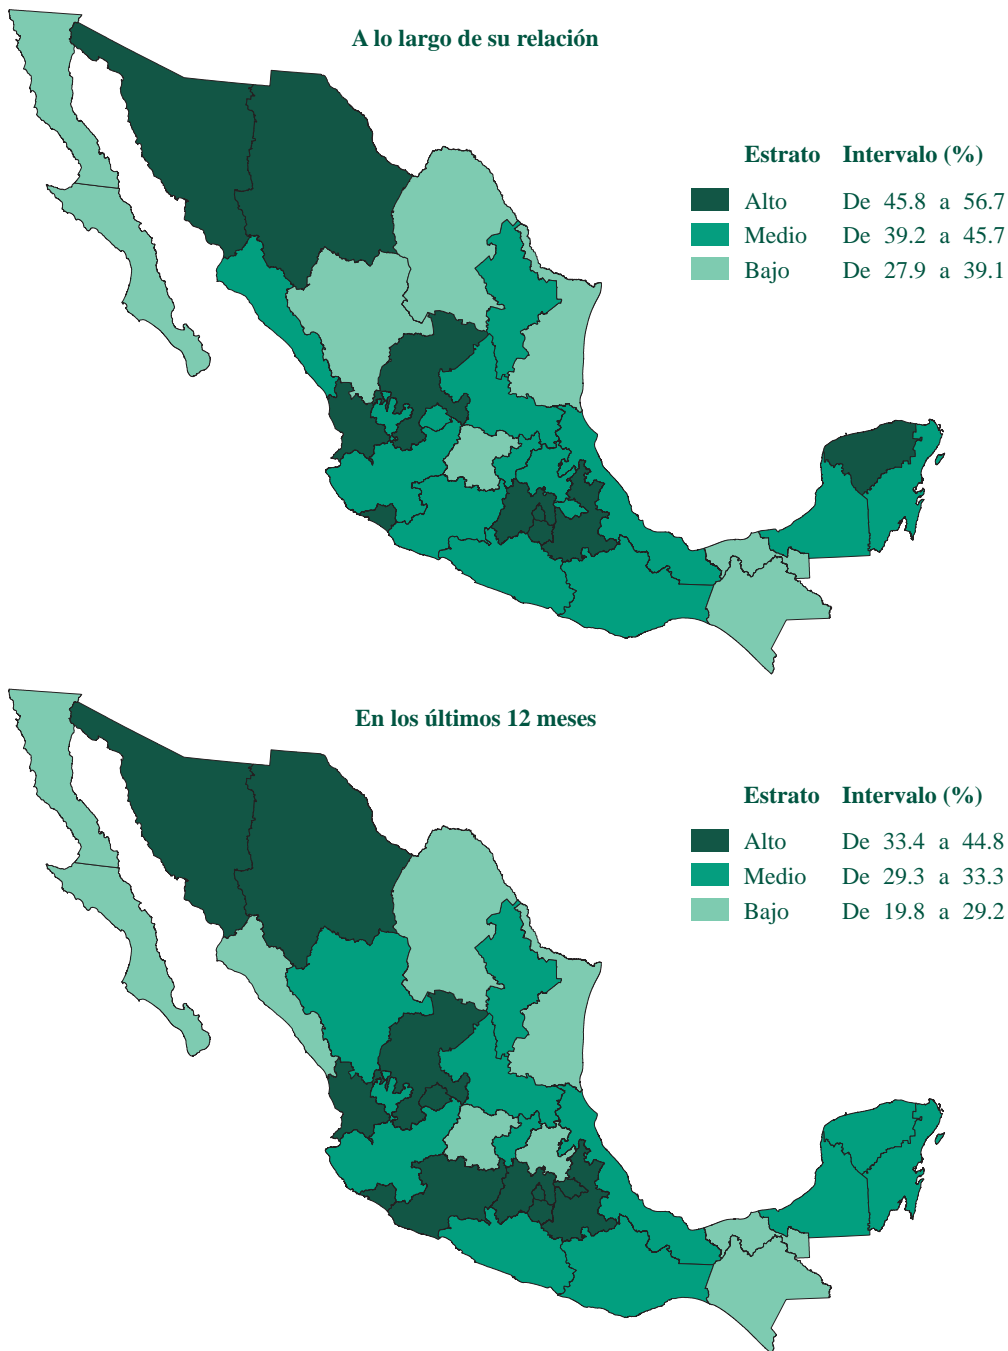 A lo largo de su relación
Estrato Intervalo (%)
Alto De 45.8 a 56.7
Medio De 39.2 a 45.7
Bajo De 27.9 a 39.1
En los últimos 12 meses
Estrato Intervalo (%)
Alto De 33.4 a 44.8
Medio De 29.3 a 33.3
Bajo De 19.8 a 29.2